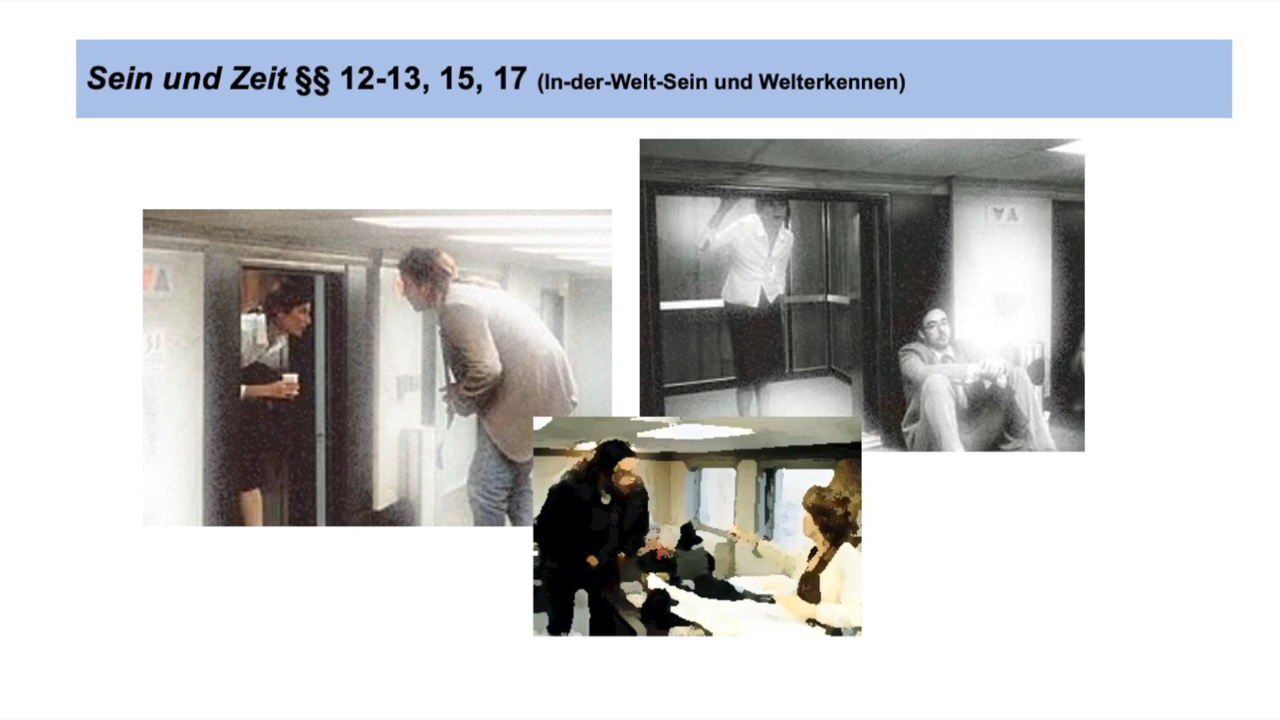 Sein und Zeit §§ 12-13, 15, 17 (In-der-Welt-Sein und Welterkennen)